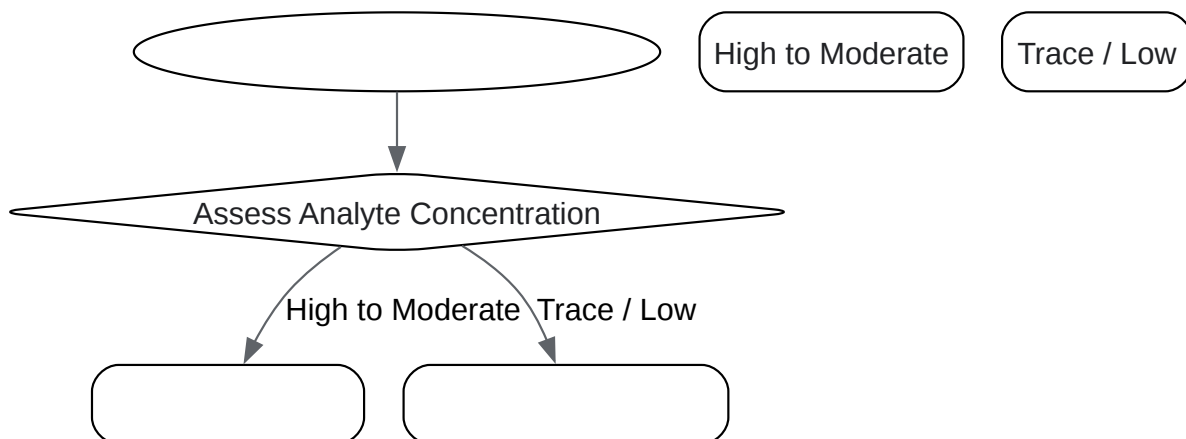 High to Moderate
Trace / Low
Assess Analyte Concentration
High to Moderate
Trace / Low